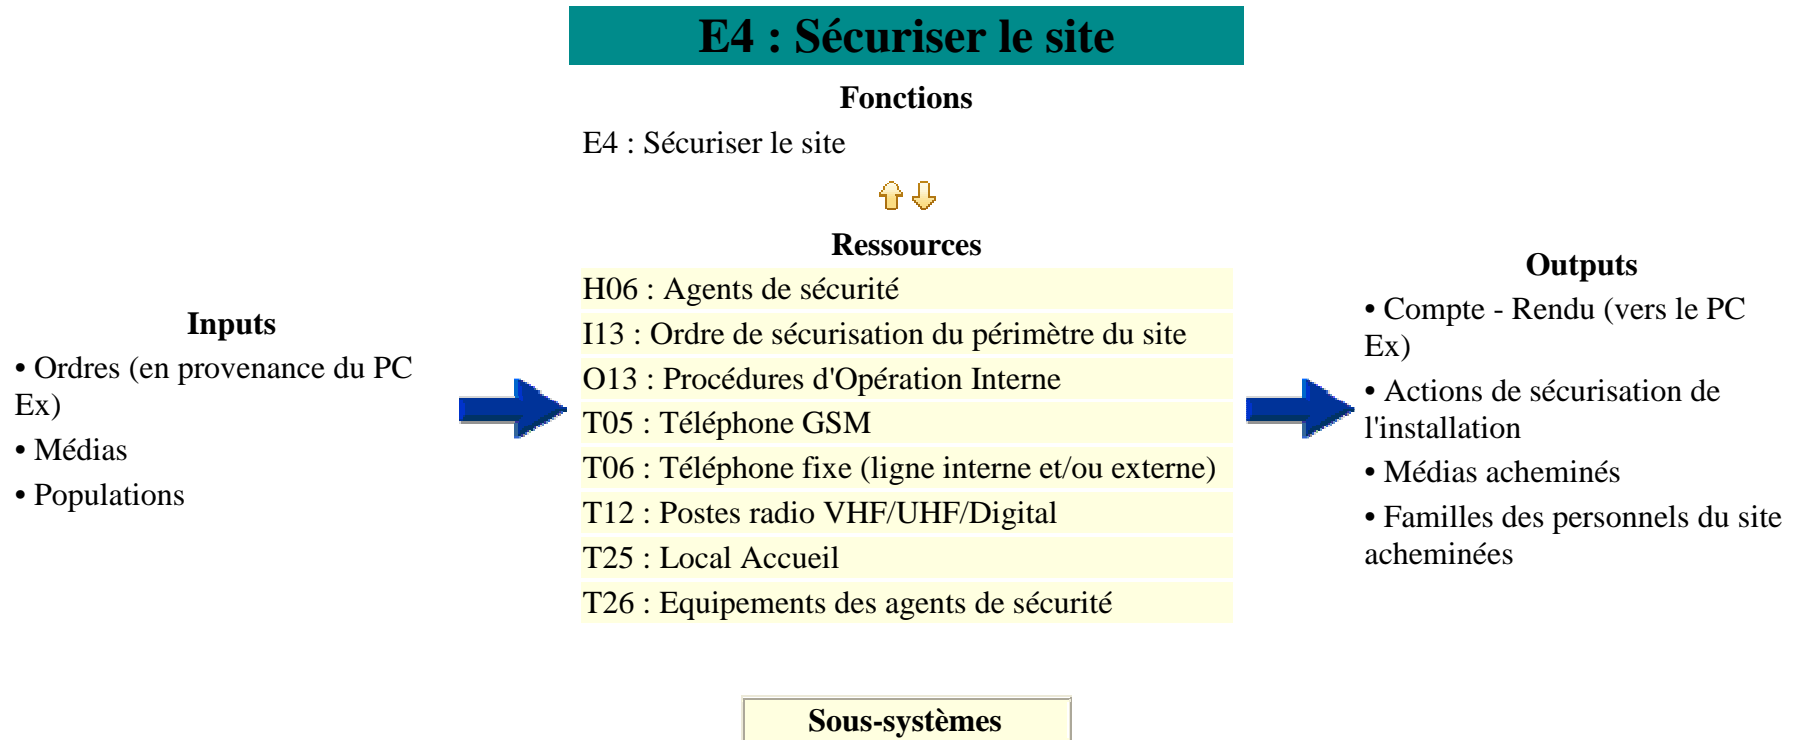 E4 : Sécuriser le site
Fonctions
E4 : Sécuriser le site
Ressources
H06 : Agents de sécurité
I13 : Ordre de sécurisation du périmètre du site
O13 : Procédures d'Opération Interne
T05 : Téléphone GSM
T06 : Téléphone fixe (ligne interne et/ou externe)
T12 : Postes radio VHF/UHF/Digital
T25 : Local Accueil
T26 : Equipements des agents de sécurité
Inputs
• Ordres (en provenance du PC
Ex)
• Médias
• Populations
Outputs
• Compte - Rendu (vers le PC
Ex)
• Actions de sécurisation de
l'installation
• Médias acheminés
• Familles des personnels du site
acheminées
Sous-systèmes